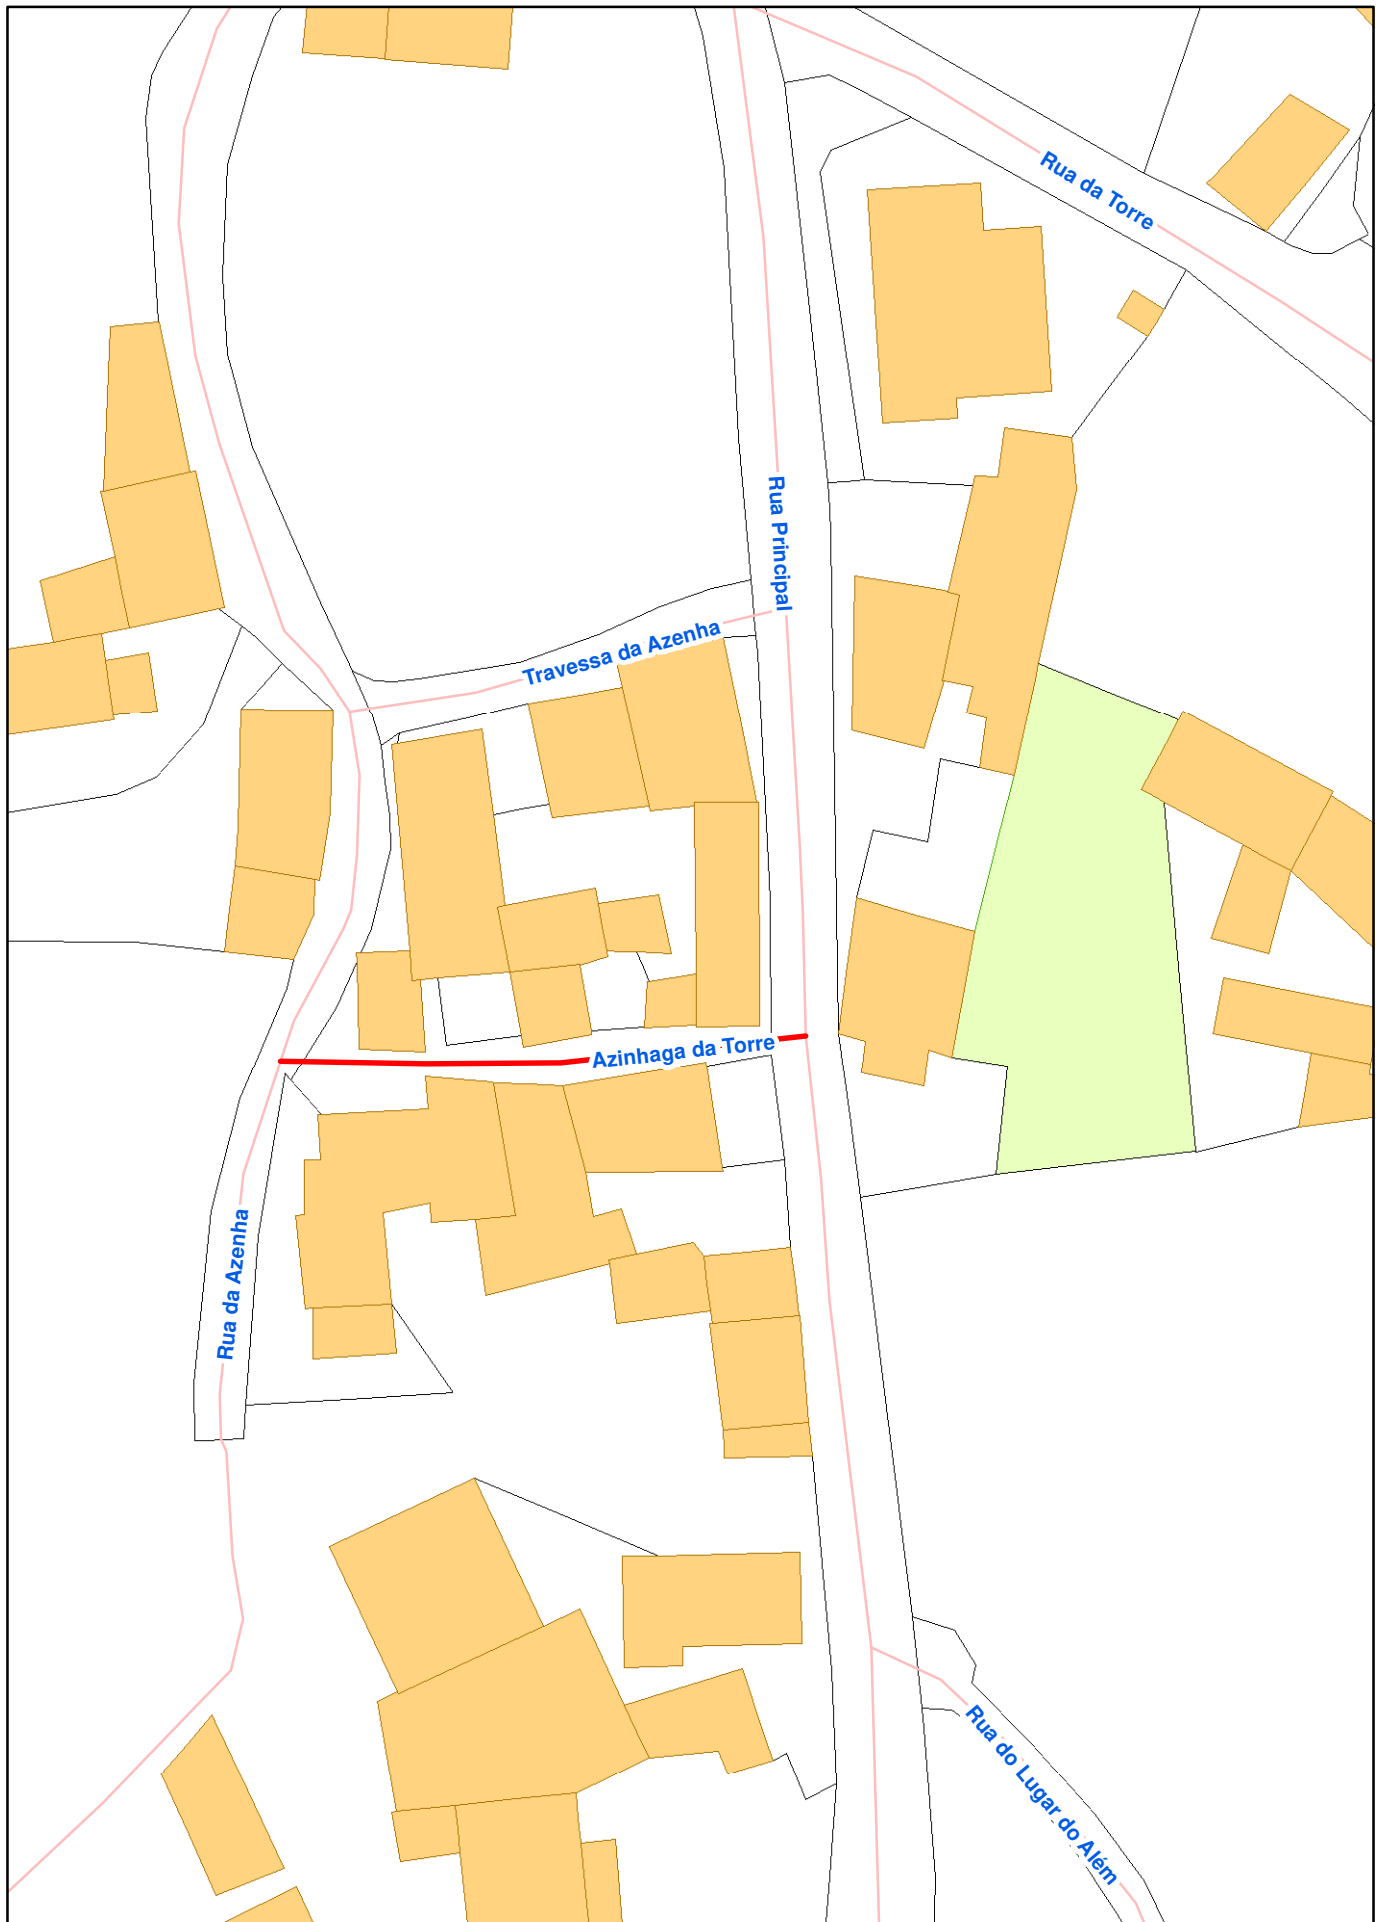 Rua da Torre
Rua Principal
Travessa da Azenha
Azinhaga da Torre
Rua da Azenha
Rua do Lugar do Além